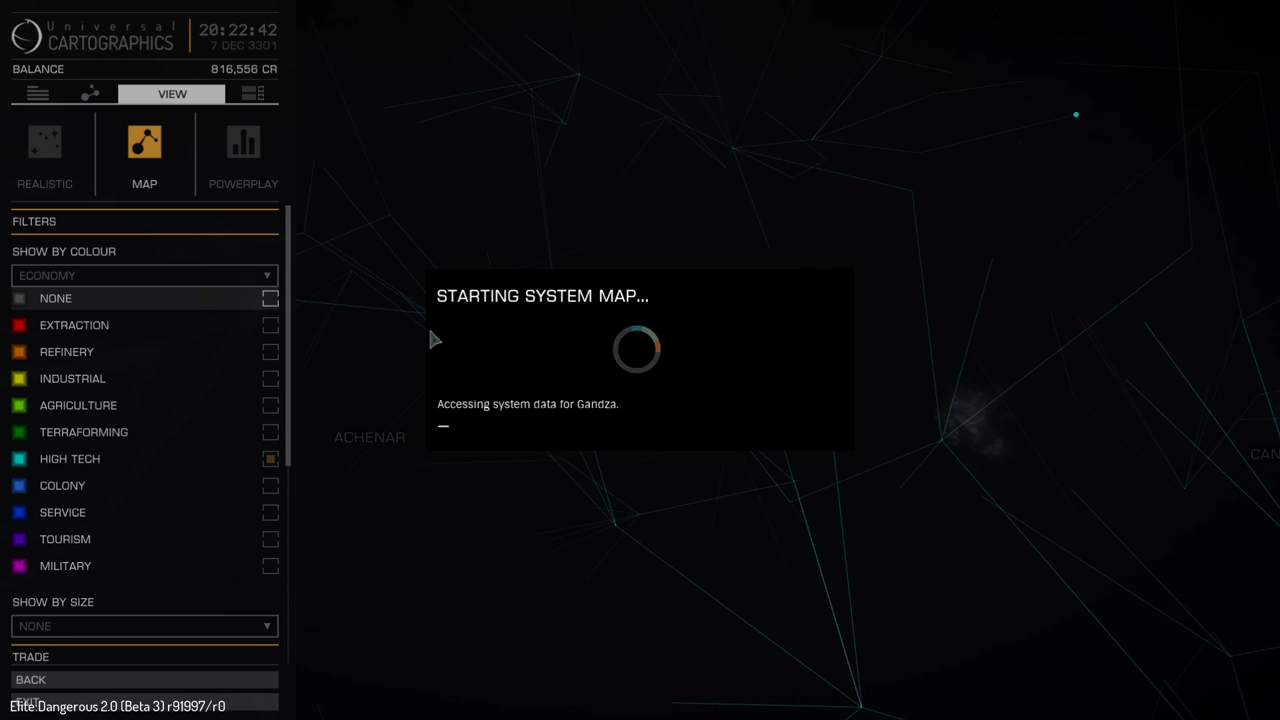 Universal
CARTOGRAPHICS
20:22:42
7 DEC 3301
BALANCE 816,556 CR
VIEW
REALISTIC MAP POWERPLAY
FILTERS
SHOW BY COLOUR
ECONOMY
NONE
EXTRACTION
REFINERY
INDUSTRIAL
AGRICULTURE
TERRAFORMING
HIGH TECH
COLONY
SERVICE
TOURISM
MILITARY
SHOW BY SIZE
NONE
TRADE
BACK
EXIT
Elite:Dangerous 2.0 (Beta 3) r91997/r0
STARTING SYSTEM MAP...
Accessing system data for Gandza.
ACHENAR
CAN